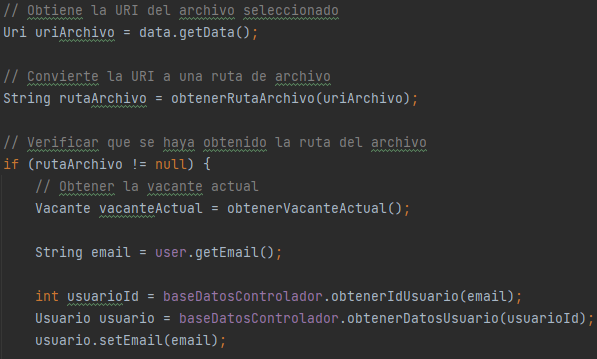 // Obtiene la URI del archivo seleccionado
Uri uriArchivo = data.getData();
// Convierte la URI a una ruta de archivo
String rutaArchivo = obtenerRutaArchivo(uriArchivo);
// Verificar que se haya obtenido la ruta del archivo
if (rutaArchivo != null) {
// Obtener la vacante actual
Vacante vacanteActual = obtenerVacanteActual();
String email = user.getEmail();
int usuarioId = baseDatosControlador.obtenerIdUsuario(email);
Usuario usuario = baseDatosControlador.obtenerDatosUsuario(usuarioId);
usuario.setEmail(email);